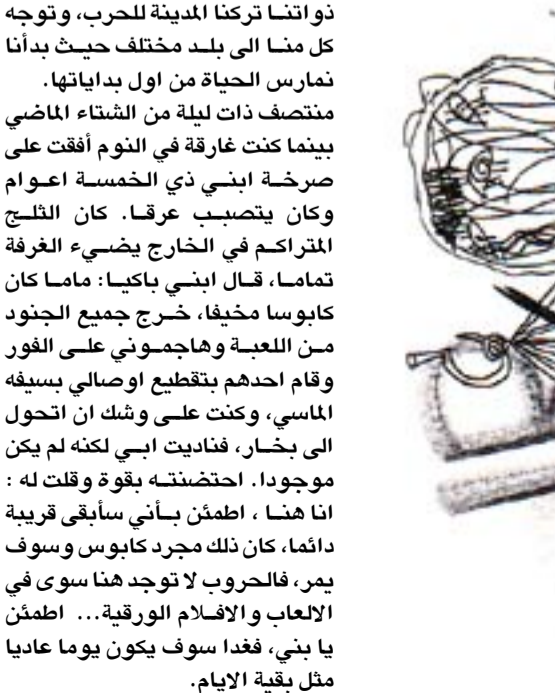 ذواتنا تركنا المدينة للحرب، وتوجه
كل منا الى بلد مختلف حيث بدأنا
نمارس الحياة من اول بداياتها.
منتصف ذات ليلة من الشتاء الماضي
بينما كنت غارقة في النوم أفقت على
صرخة ابني ذي الخمسة اعوام
وكان يتصبب عرقا. كان الثلج
المتراكم في الخارج يضيء الغرفة
تماما، قال ابني باكيا: ماما كان
كابوسا مخيفا، خرج جميع الجنود
من اللعبة وهاجموني على الفور
وقام احدهم بتقطيع اوصالي بسيفه
الماسي، وكنت على وشك ان اتحول
الى بخار، فناديت ابي لكنه لم يكن
موجودا. احتضنته بقوة وقلت له :
انا هنا ، اطمئن بأني سأبقى قريبة
دائما، كان ذلك مجرد كابوس وسوف
يمر، فالحروب لا توجد هنا سوى في
الالعاب والافلام الورقية... اطمئن
يا بني، فغدا سوف يكون يوما عاديا
مثل بقية الايام.